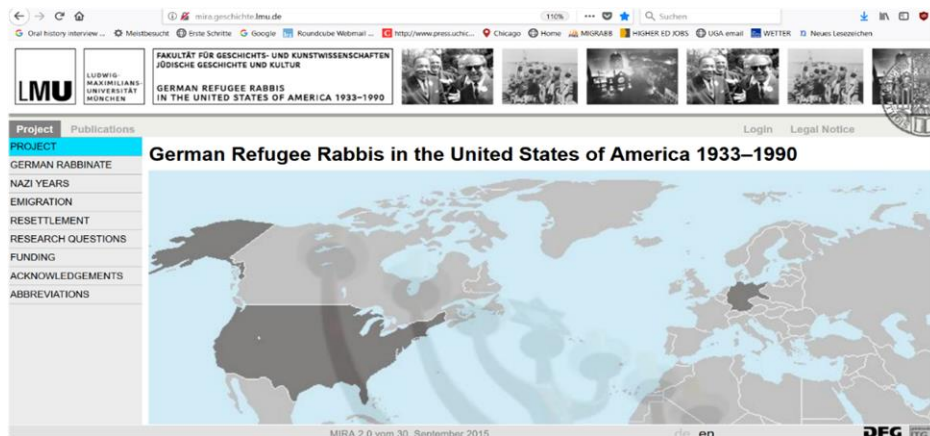 mira.geschichte.lmu.de
110%
Suchen
Oral history interview ...
Meistbesucht
Erste Schritte
Google
Roundcube Webmail ...
http://www.press.uchic...
Chicago
Home
MIGRABB
HIGHER ED JOBS
UGA email
WETTER
Neues Lesezeichen
LMU
LUDWIG-
MAXIMILIANS-
UNIVERSITÄT
MÜNCHEN
FAKULTÄT FÜR GESCHICHTS- UND KUNSTWISSENSCHAFTEN
JÜDISCHE GESCHICHTE UND KULTUR
GERMAN REFUGEE RABBIS
IN THE UNITED STATES OF AMERICA 1933–1990
Project Publications
Login Legal Notice
PROJECT
GERMAN RABBINATE
NAZI YEARS
EMIGRATION
RESETTLEMENT
RESEARCH QUESTIONS
FUNDING
ACKNOWLEDGEMENTS
ABBREVIATIONS
German Refugee Rabbis in the United States of America 1933–1990
MIRA 2.0 vom 30. September 2015
de en
DFG
ITG